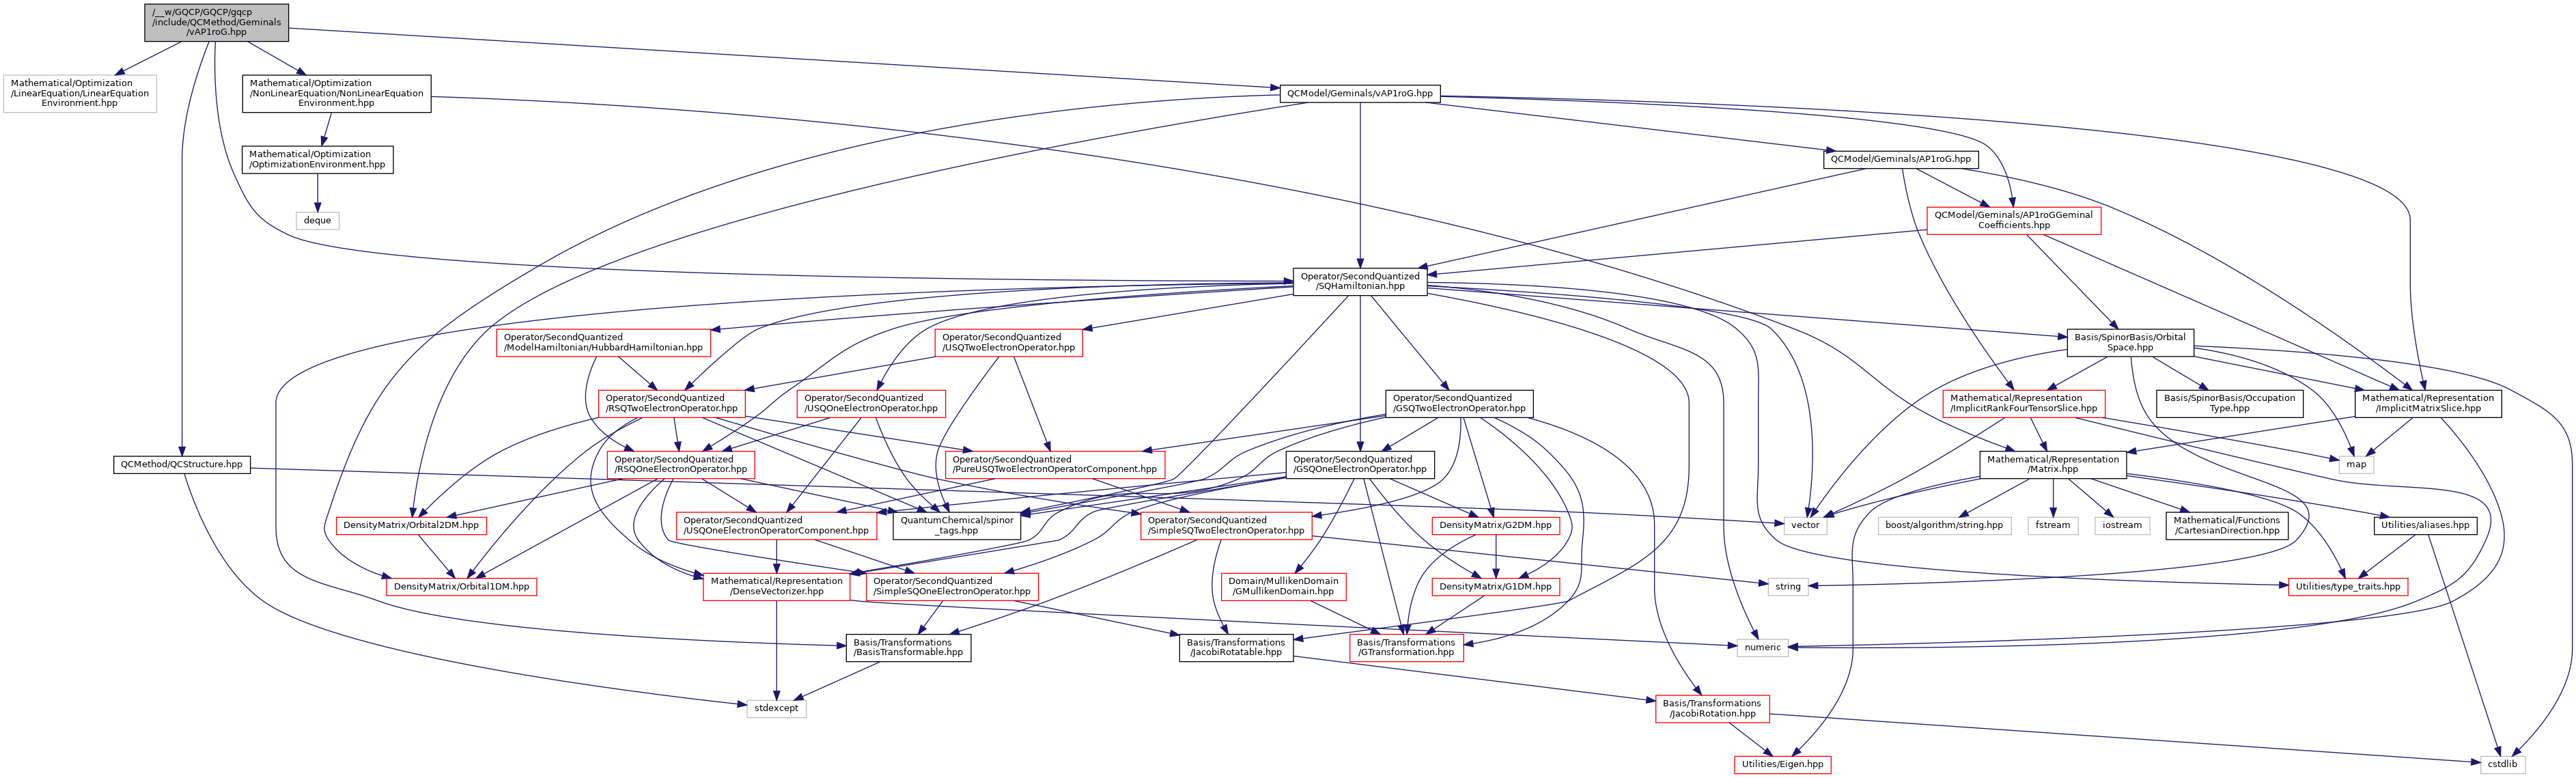 /__w/GQCP/GQCP/gqcp
/include/QCMethod/Geminals
/vAP1roG.hpp
Mathematical/Optimization
/LinearEquation/LinearEquation
Environment.hpp
Mathematical/Optimization
/NonLinearEquation/NonLinearEquation
Environment.hpp
QCModel/Geminals/vAP1roG.hpp
Mathematical/Optimization
/OptimizationEnvironment.hpp
QCModel/Geminals/AP1roG.hpp
deque
QCModel/Geminals/AP1roGGeminal
Coefficients.hpp
Operator/SecondQuantized
/SQHamiltonian.hpp
Operator/SecondQuantized
/ModelHamiltonian/HubbardHamiltonian.hpp
Operator/SecondQuantized
/USQTwoElectronOperator.hpp
Basis/SpinorBasis/Orbital
Space.hpp
Operator/SecondQuantized
/RSQTwoElectronOperator.hpp
Operator/SecondQuantized
/USQOneElectronOperator.hpp
Operator/SecondQuantized
/GSQTwoElectronOperator.hpp
Mathematical/Representation
/ImplicitRankFourTensorSlice.hpp
Basis/SpinorBasis/Occupation
Type.hpp
Mathematical/Representation
/ImplicitMatrixSlice.hpp
QCMethod/QCStructure.hpp
Operator/SecondQuantized
/RSQOneElectronOperator.hpp
Operator/SecondQuantized
/PureUSQTwoElectronOperatorComponent.hpp
Operator/SecondQuantized
/GSQOneElectronOperator.hpp
Mathematical/Representation
/Matrix.hpp
map
DensityMatrix/Orbital2DM.hpp
Operator/SecondQuantized
/USQOneElectronOperatorComponent.hpp
QuantumChemical/spinor
_tags.hpp
Operator/SecondQuantized
/SimpleSQTwoElectronOperator.hpp
DensityMatrix/G2DM.hpp
vector
boost/algorithm/string.hpp
fstream
iostream
Mathematical/Functions
/CartesianDirection.hpp
Utilities/aliases.hpp
DensityMatrix/Orbital1DM.hpp
Mathematical/Representation
/DenseVectorizer.hpp
Operator/SecondQuantized
/SimpleSQOneElectronOperator.hpp
Domain/MullikenDomain
/GMullikenDomain.hpp
DensityMatrix/G1DM.hpp
string
Utilities/type_traits.hpp
Basis/Transformations
/BasisTransformable.hpp
Basis/Transformations
/JacobiRotatable.hpp
Basis/Transformations
/GTransformation.hpp
numeric
stdexcept
Basis/Transformations
/JacobiRotation.hpp
Utilities/Eigen.hpp
cstdlib